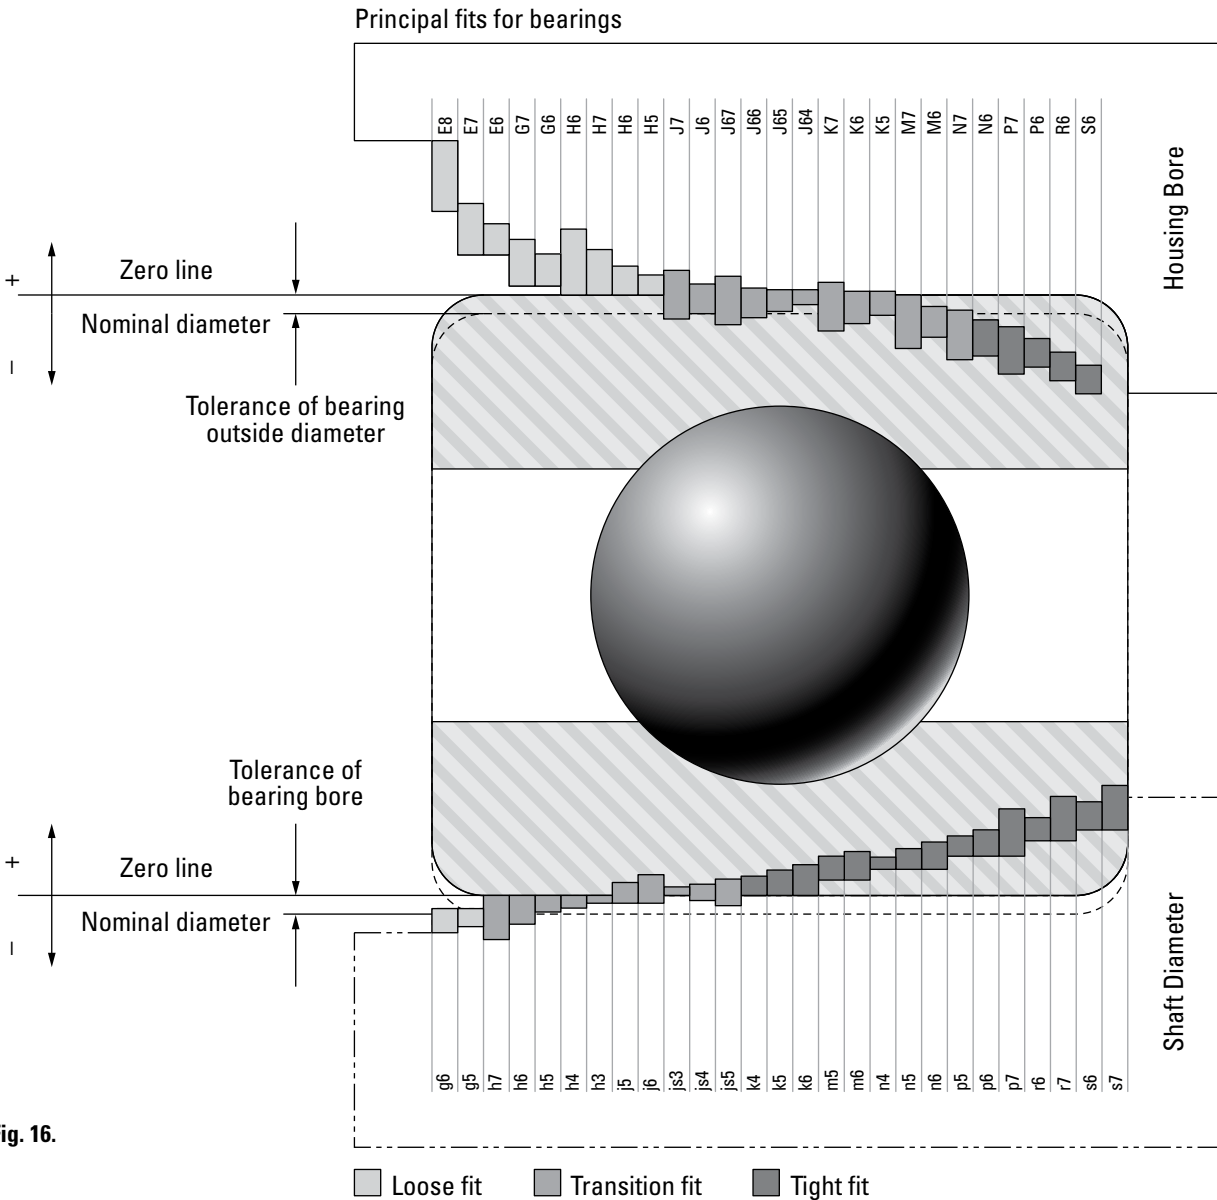 Principal fits for bearings
E8 E7 E6 G7 G6 H6 H7 H6 H5 J7 J6 J67 J66 J65 J64 K7 K6 K5 M7 M6 N7 N6 P7 P6 R6 S6
Housing Bore
+
Zero line
Nominal diameter
–
Tolerance of bearing
outside diameter
Tolerance of
bearing bore
+
Zero line
Nominal diameter
–
Shaft Diameter
g6 g5 h7 h6 h5 h4 h3 j5 j6 js3 js4 js5 k4 k5 k6 m5 m6 n4 n5 n6 p5 p6 p7 r6 r7 s6 s7
ig. 16.
Loose fit
Transition fit
Tight fit